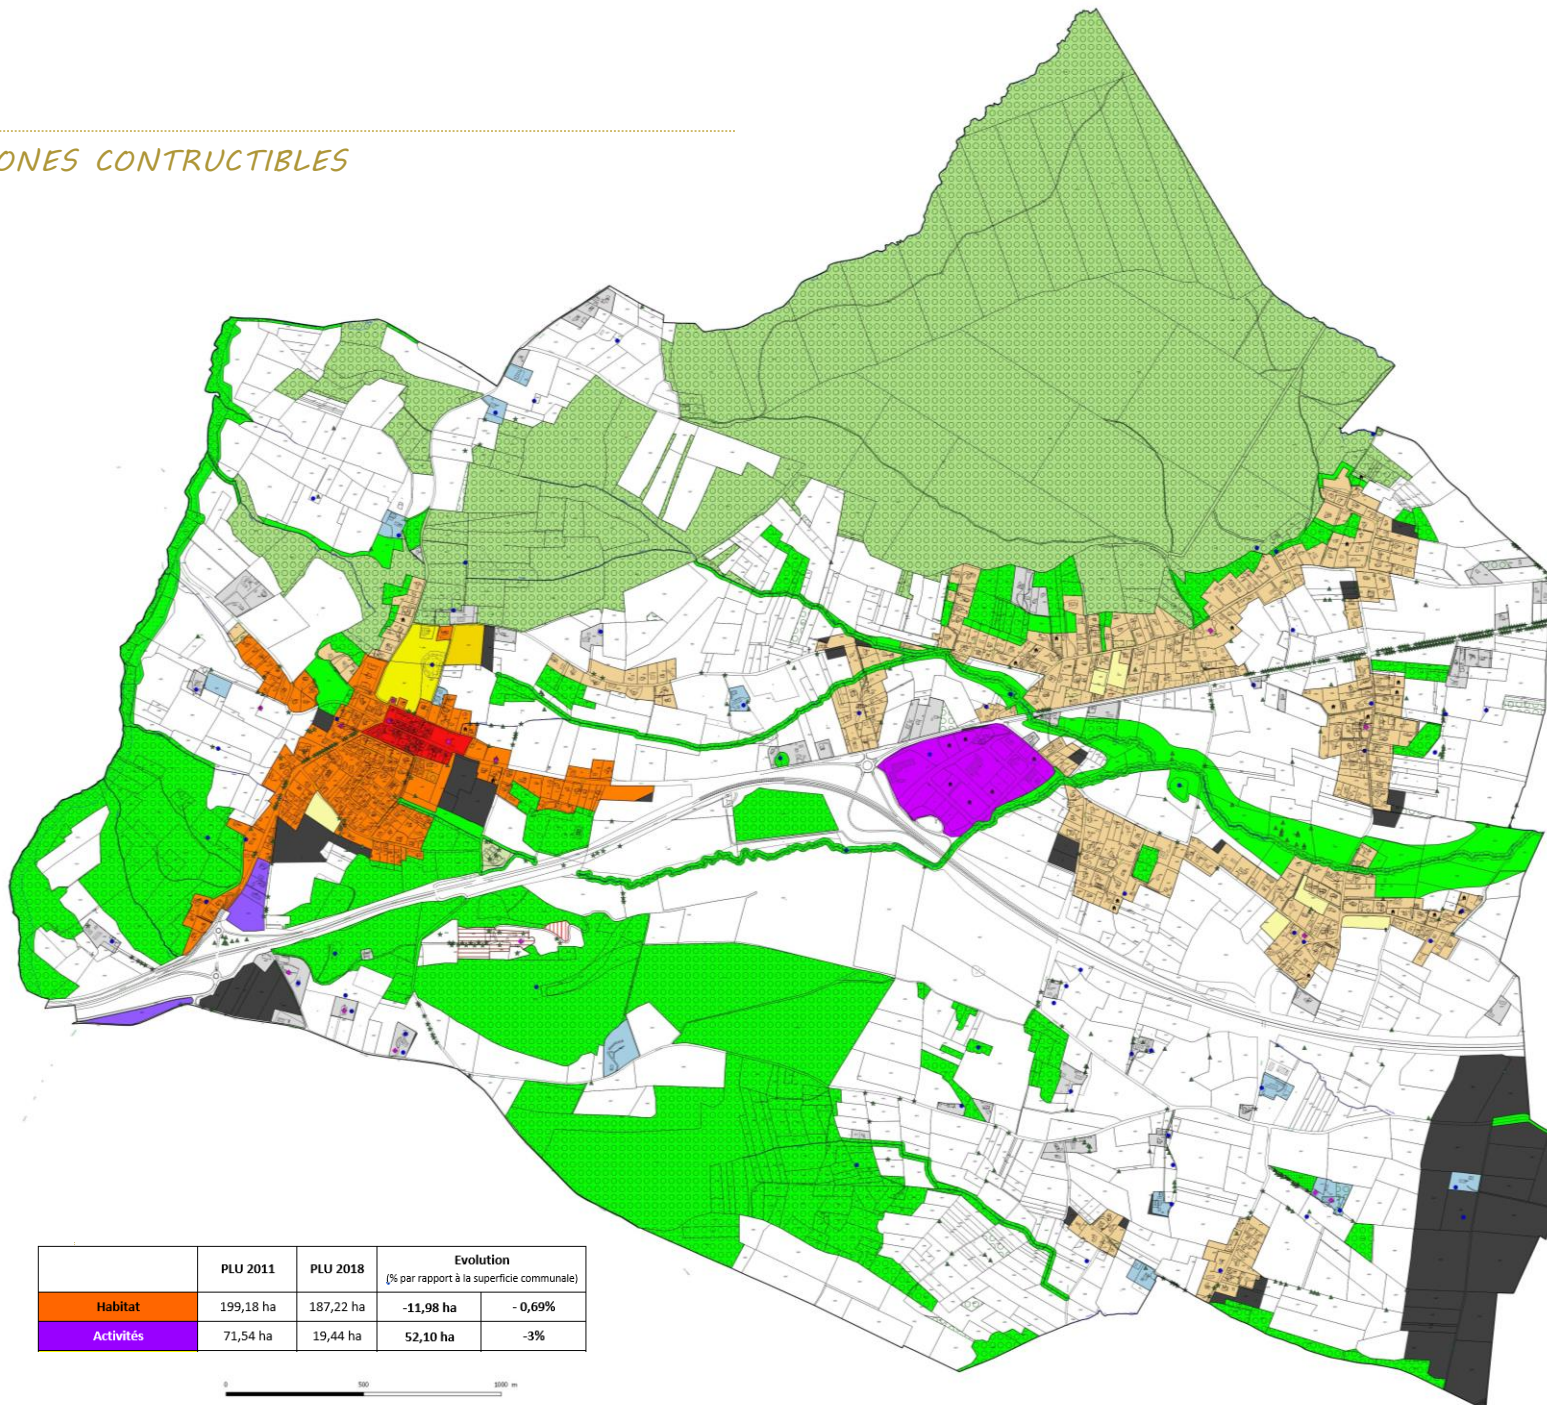 ONES CONTRUCTIBLES
PLU 2011 PLU 2018 Evolution
(% par rapport à la superficie communale)
Habitat 199,18 ha 187,22 ha -11,98 ha - 0,69%
Activités 71,54 ha 19,44 ha 52,10 ha -3%
0 500 1000 m